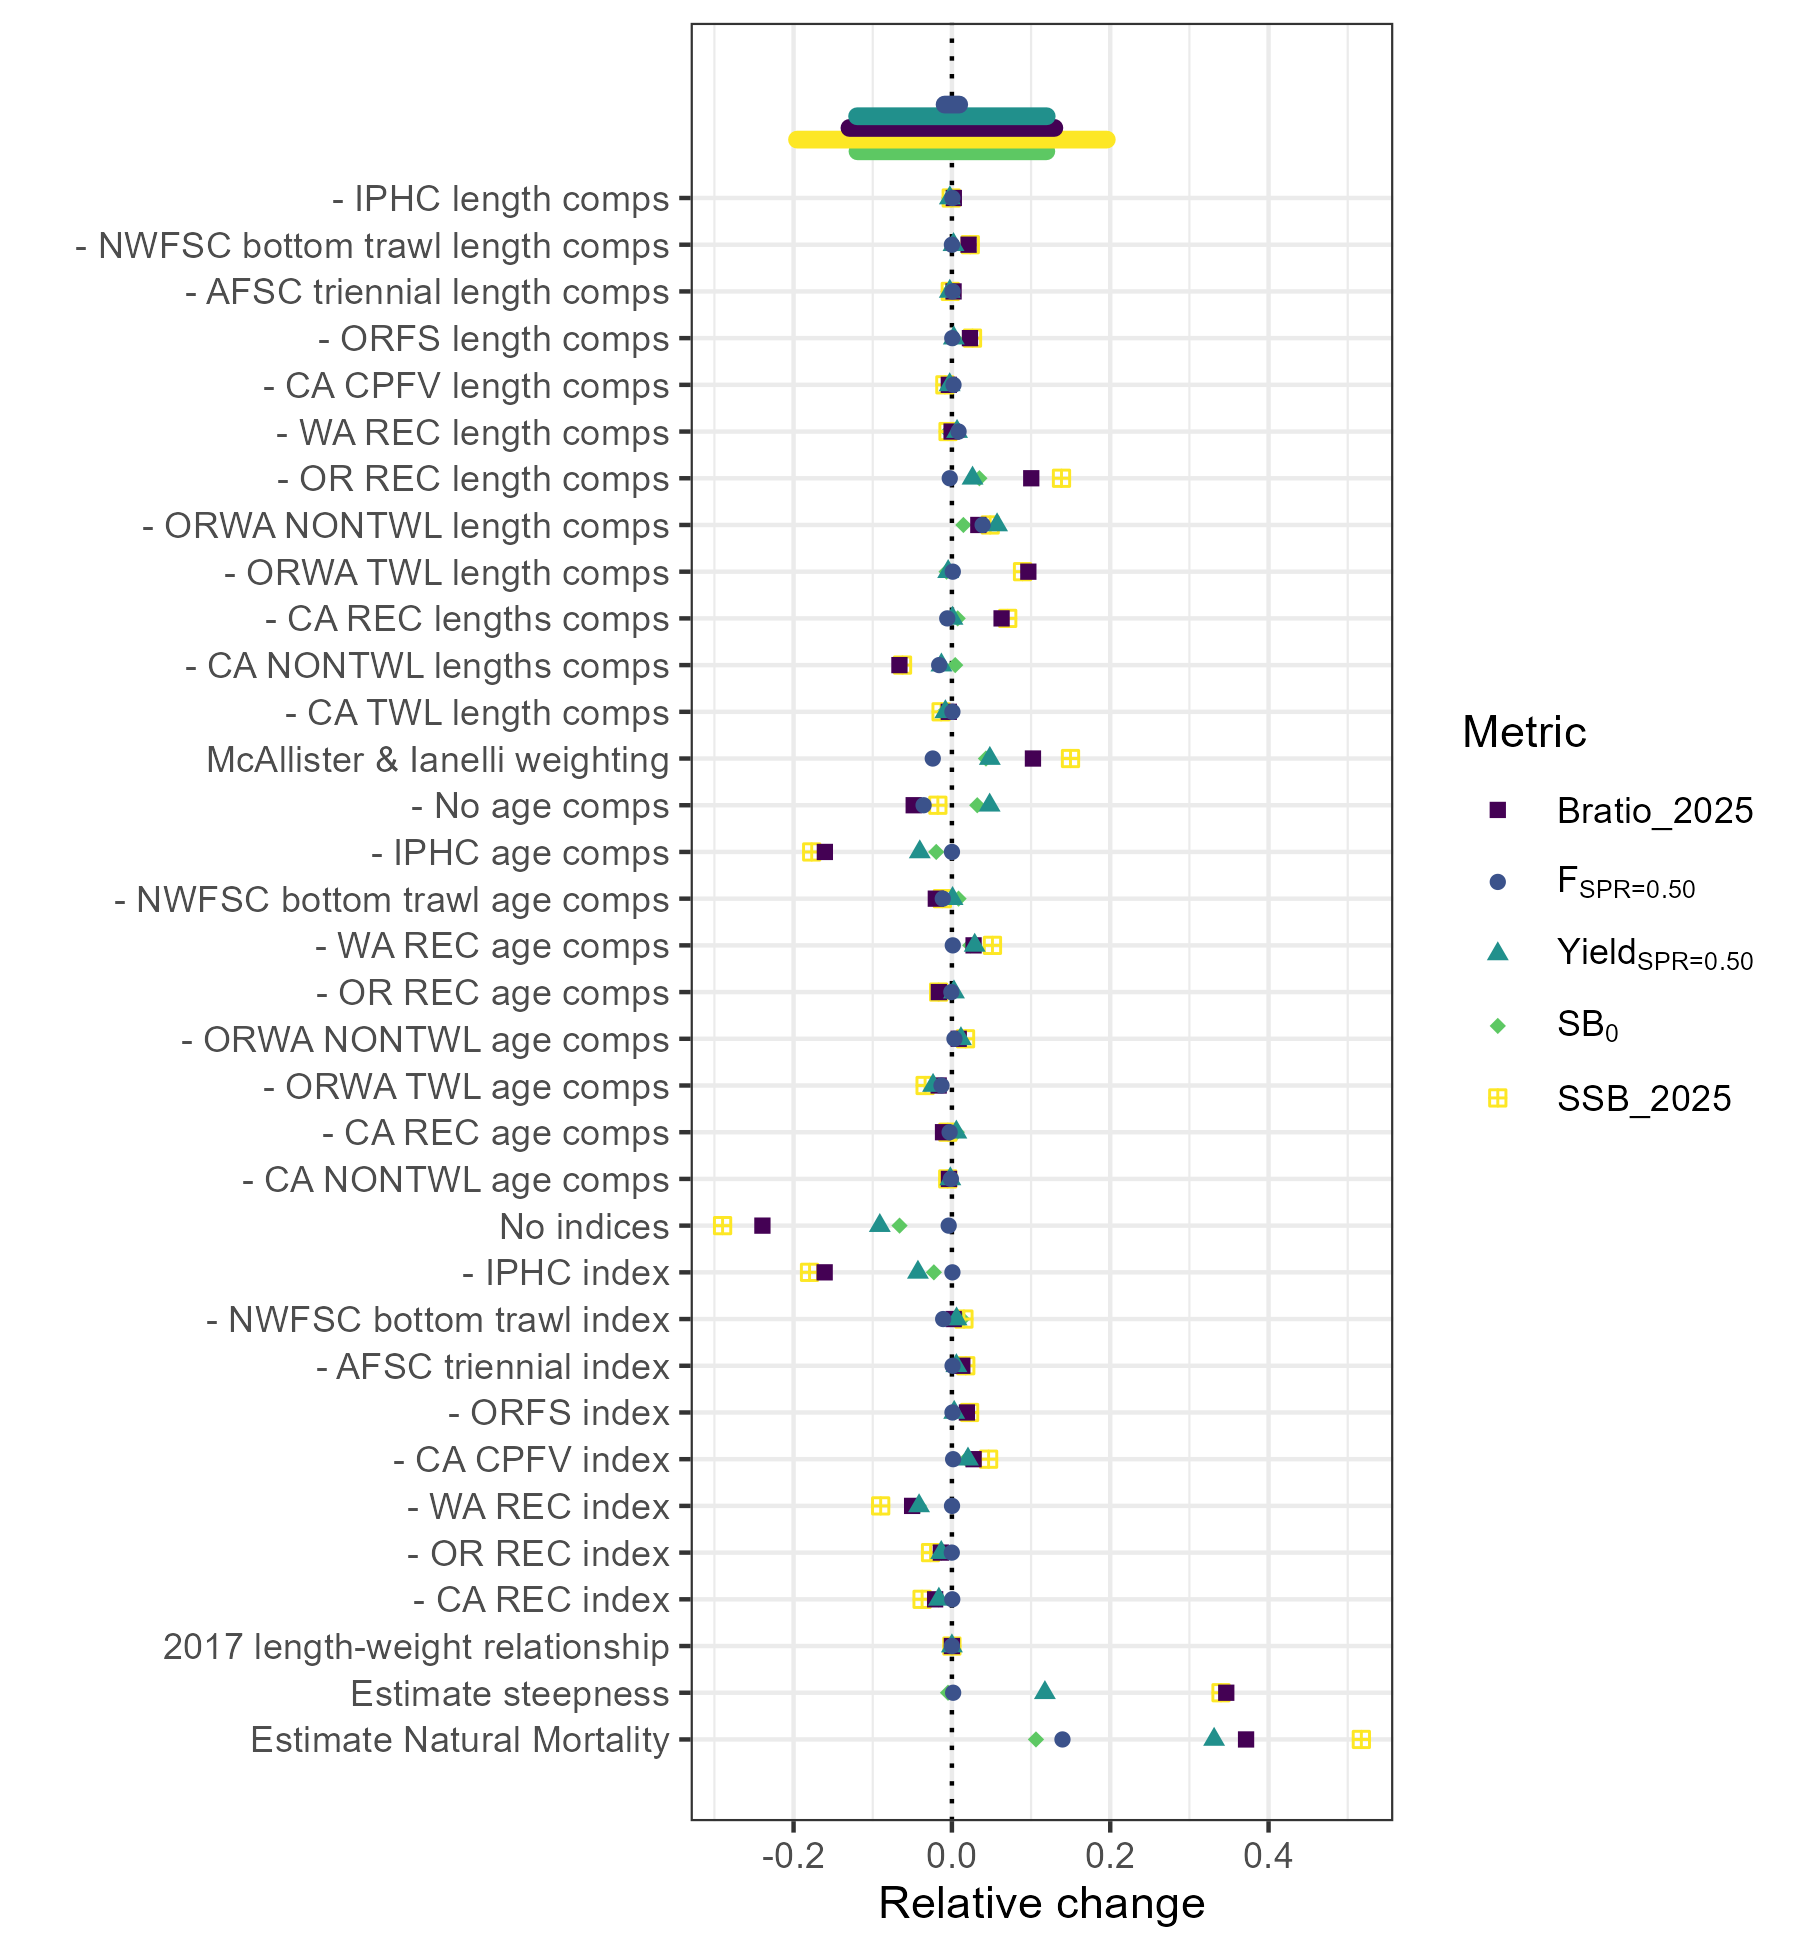 - IPHC length comps
- NWFSC bottom trawl length comps
- AFSC triennial length comps
- ORFS length comps
- CA CPFV length comps
- WA REC length comps
- OR REC length comps
- ORWA NONTWL length comps
- ORWA TWL length comps
- CA REC lengths comps
- CA NONTWL lengths comps
- CA TWL length comps
McAllister & Ianelli weighting
- No age comps
- IPHC age comps
- NWFSC bottom trawl age comps
- WA REC age comps
- OR REC age comps
- ORWA NONTWL age comps
- ORWA TWL age comps
- CA REC age comps
- CA NONTWL age comps
No indices
- IPHC index
- NWFSC bottom trawl index
- AFSC triennial index
- ORFS index
- CA CPFV index
- WA REC index
- OR REC index
- CA REC index
2017 length-weight relationship
Estimate steepness
Estimate Natural Mortality
-0.2 0.0 0.2 0.4
Relative change
Metric
Bratio_2025
FSPR=0.50
YieldSPR=0.50
SB0
SSB_2025